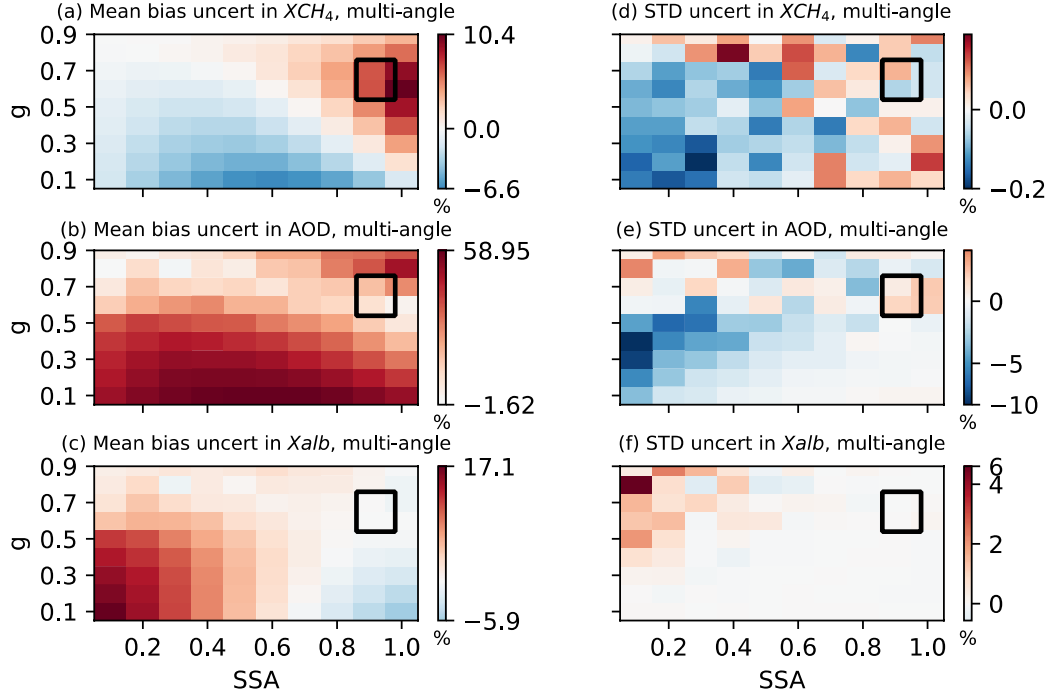 (a) Mean bias uncert in XCH₄, multi-angle
0.9
0.7
0.5
0.3
0.1
g
10.4
0.0
−6.6
%
(d) STD uncert in XCH₄, multi-angle
0.0
−0.2
%
(b) Mean bias uncert in AOD, multi-angle
0.9
0.7
0.5
0.3
0.1
g
58.95
−1.62
%
(e) STD uncert in AOD, multi-angle
0
−5
−10
%
(c) Mean bias uncert in Xalb, multi-angle
0.9
0.7
0.5
0.3
0.1
g
0.2 0.4 0.6 0.8 1.0
SSA
17.1
−5.9
%
(f) STD uncert in Xalb, multi-angle
0.2 0.4 0.6 0.8 1.0
SSA
6
4
2
0
%